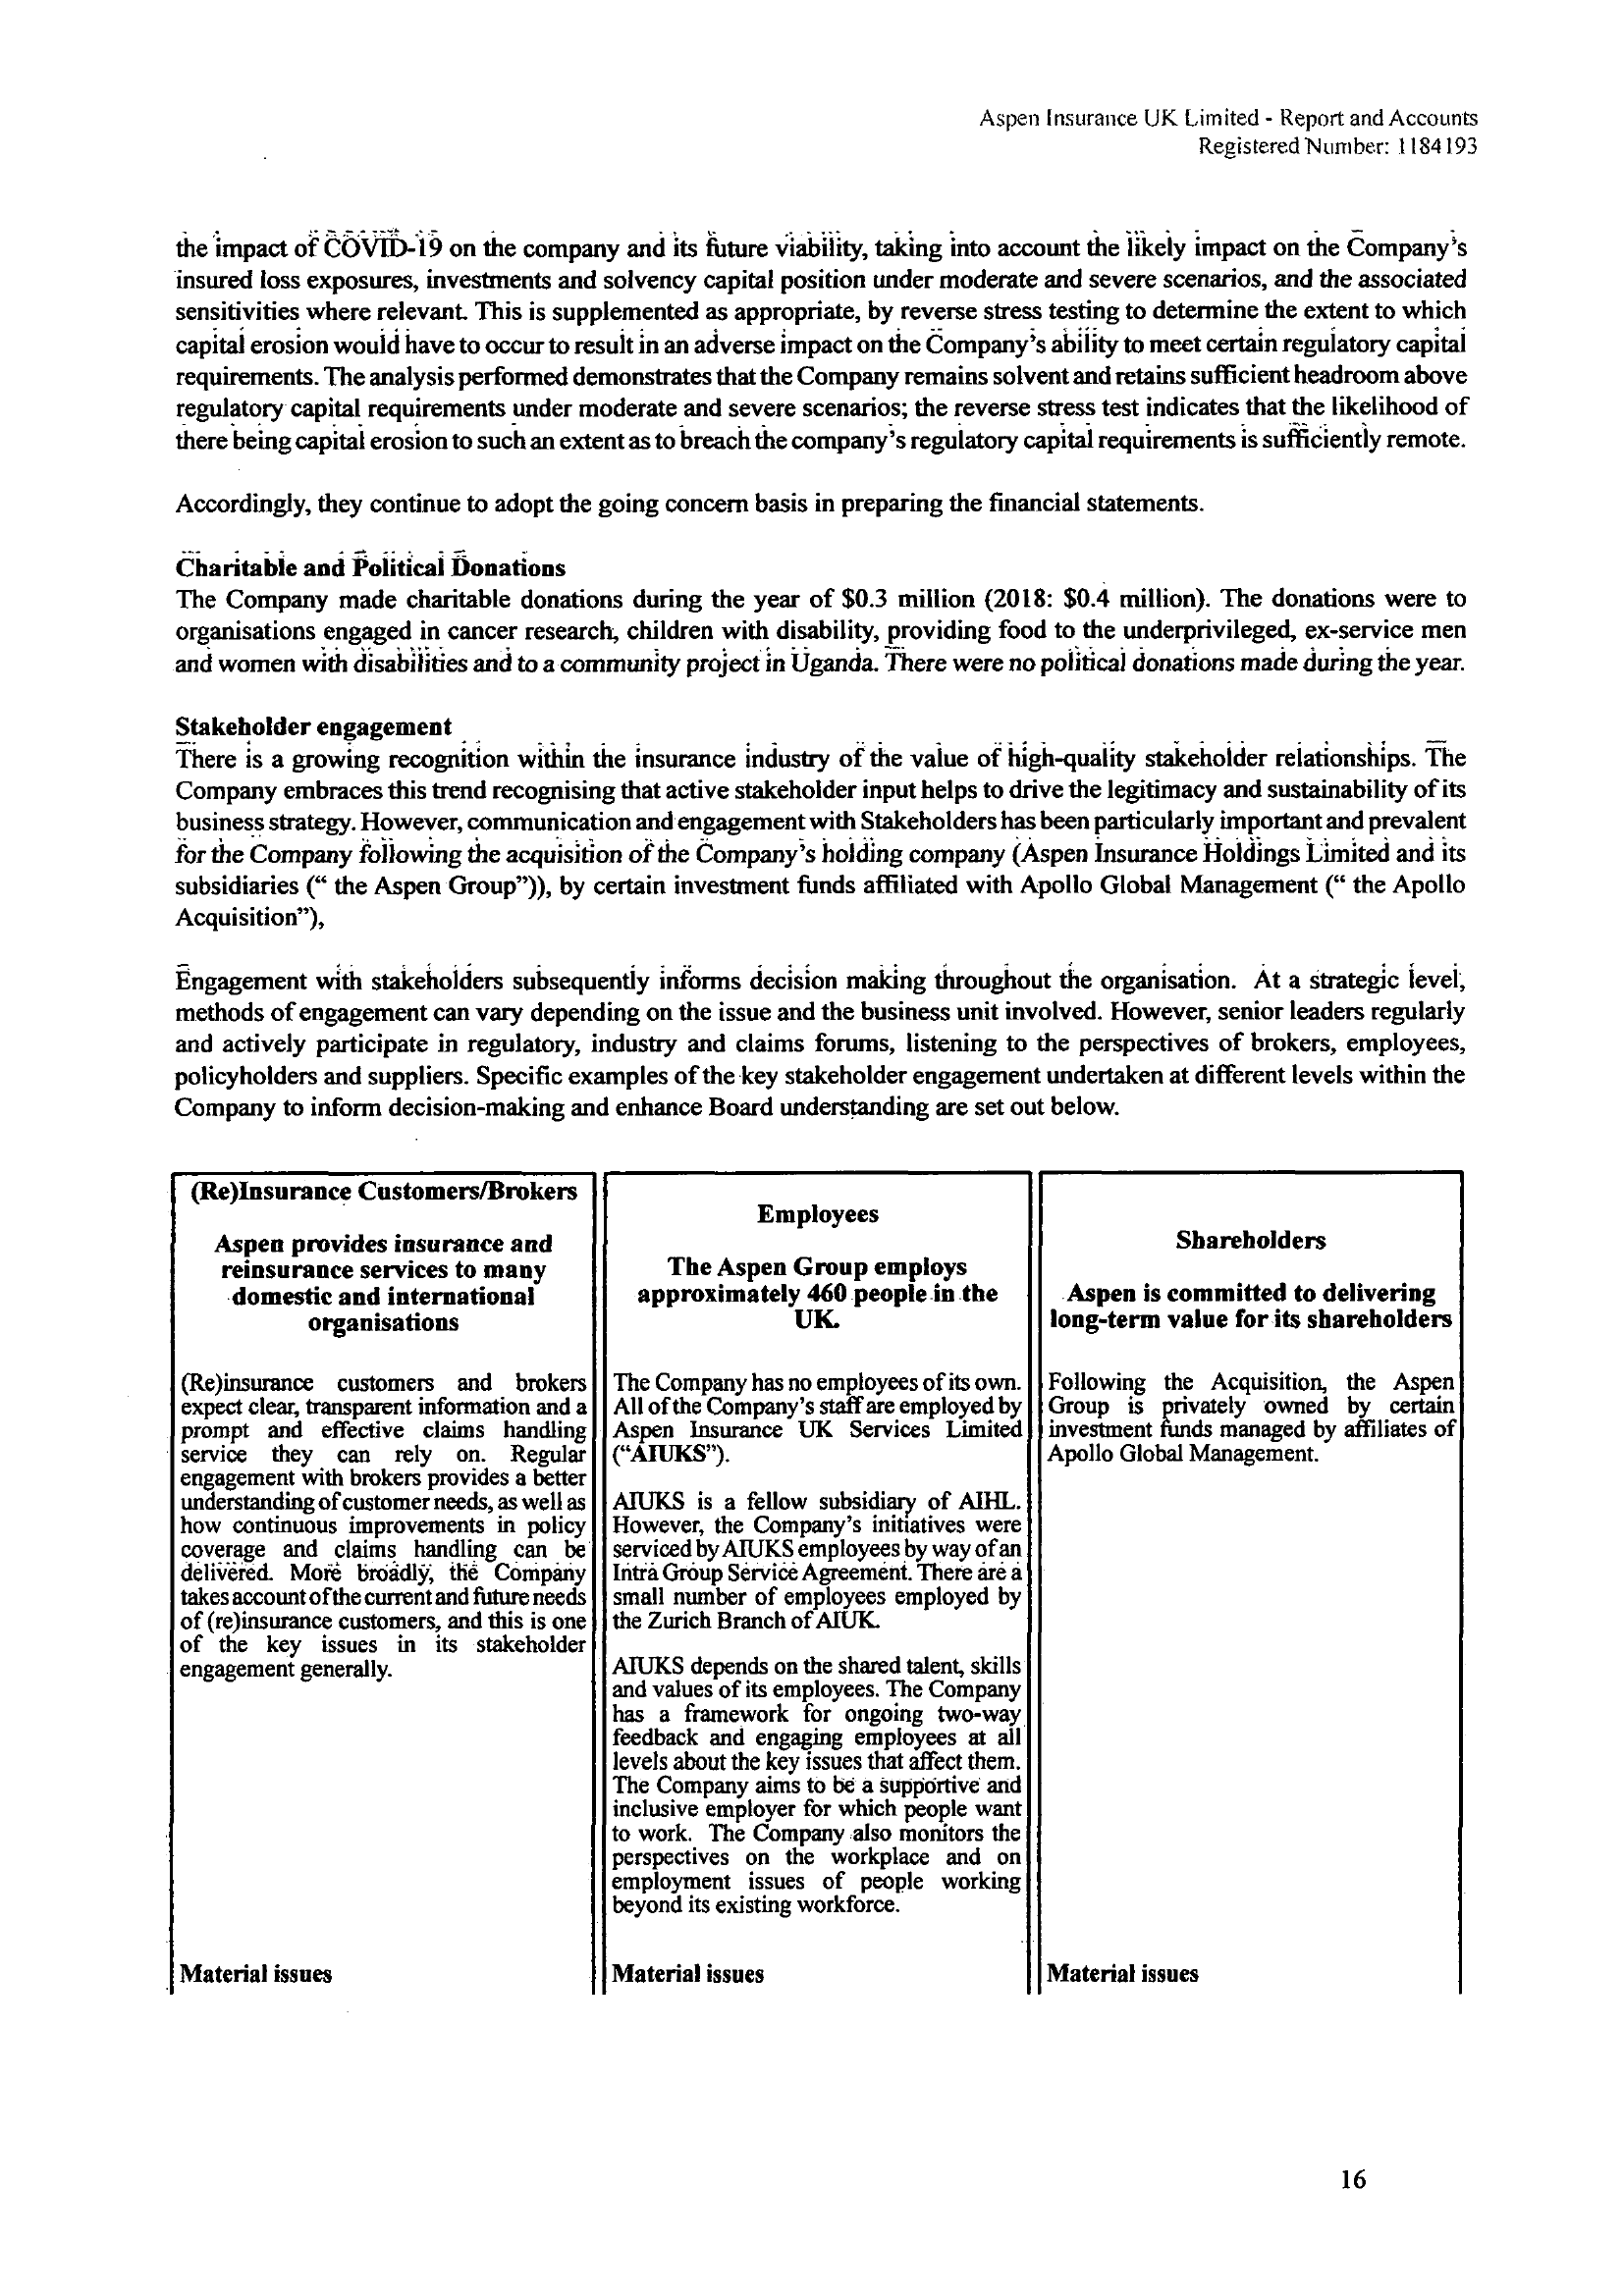 Aspen Insurance UK Limited - Report and Accounts
Registered Number: 1184193
the impact of COVID-19 on the company and its future viability, taking into account the likely impact on the Company's
insured loss exposures, investments and solvency capital position under moderate and severe scenarios, and the associated
sensitivities where relevant. This is supplemented as appropriate, by reverse stress testing to determine the extent to which
capital erosion would have to occur to result in an adverse impact on the Company's ability to meet certain regulatory capital
requirements. The analysis performed demonstrates that the Company remains solvent and retains sufficient headroom above
regulatory capital requirements under moderate and severe scenarios; the reverse stress test indicates that the likelihood of
there being capital erosion to such an extent as to breach the company's regulatory capital requirements is sufficiently remote.
Accordingly, they continue to adopt the going concern basis in preparing the financial statements.
Charitable and Political Donations
The Company made charitable donations during the year of $0.3 million (2018: $0.4 million). The donations were to
organisations engaged in cancer research, children with disability, providing food to the underprivileged, ex-service men
and women with disabilities and to a community project in Uganda. There were no political donations made during the year.
Stakeholder engagement
There is a growing recognition within the insurance industry of the value of high-quality stakeholder relationships. The
Company embraces this trend recognising that active stakeholder input helps to drive the legitimacy and sustainability of its
business strategy. However, communication and engagement with Stakeholders has been particularly important and prevalent
for the Company following the acquisition of the Company's holding company (Aspen Insurance Holdings Limited and its
subsidiaries (“ the Aspen Group”)), by certain investment funds affiliated with Apollo Global Management (“ the Apollo
Acquisition”),
Engagement with stakeholders subsequently informs decision making throughout the organisation. At a strategic level,
methods of engagement can vary depending on the issue and the business unit involved. However, senior leaders regularly
and actively participate in regulatory, industry and claims forums, listening to the perspectives of brokers, employees,
policyholders and suppliers. Specific examples of the key stakeholder engagement undertaken at different levels within the
Company to inform decision-making and enhance Board understanding are set out below.
(Re)Insurance Customers/Brokers
Aspen provides insurance and
reinsurance services to many
domestic and international
organisations
(Re)insurance customers and brokers
expect clear, transparent information and a
prompt and effective claims handling
service they can rely on. Regular
engagement with brokers provides a better
understanding of customer needs, as well as
how continuous improvements in policy
coverage and claims handling can be
delivered. More broadly, the Company
takes account of the current and future needs
of (re)insurance customers, and this is one
of the key issues in its stakeholder
engagement generally.
Material issues
Employees
The Aspen Group employs
approximately 460 people in the
UK.
The Company has no employees of its own.
All of the Company's staff are employed by
Aspen Insurance UK Services Limited
(“AIUKS”).
AIUKS is a fellow subsidiary of AIHL.
However, the Company's initiatives were
serviced by AIUKS employees by way of an
Intra Group Service Agreement. There are a
small number of employees employed by
the Zurich Branch of AIUK.
AIUKS depends on the shared talent, skills
and values of its employees. The Company
has a framework for ongoing two-way
feedback and engaging employees at all
levels about the key issues that affect them.
The Company aims to be a supportive and
inclusive employer for which people want
to work. The Company also monitors the
perspectives on the workplace and on
employment issues of people working
beyond its existing workforce.
Material issues
Shareholders
Aspen is committed to delivering
long-term value for its shareholders
Following the Acquisition, the Aspen
Group is privately owned by certain
investment funds managed by affiliates of
Apollo Global Management.
Material issues
16